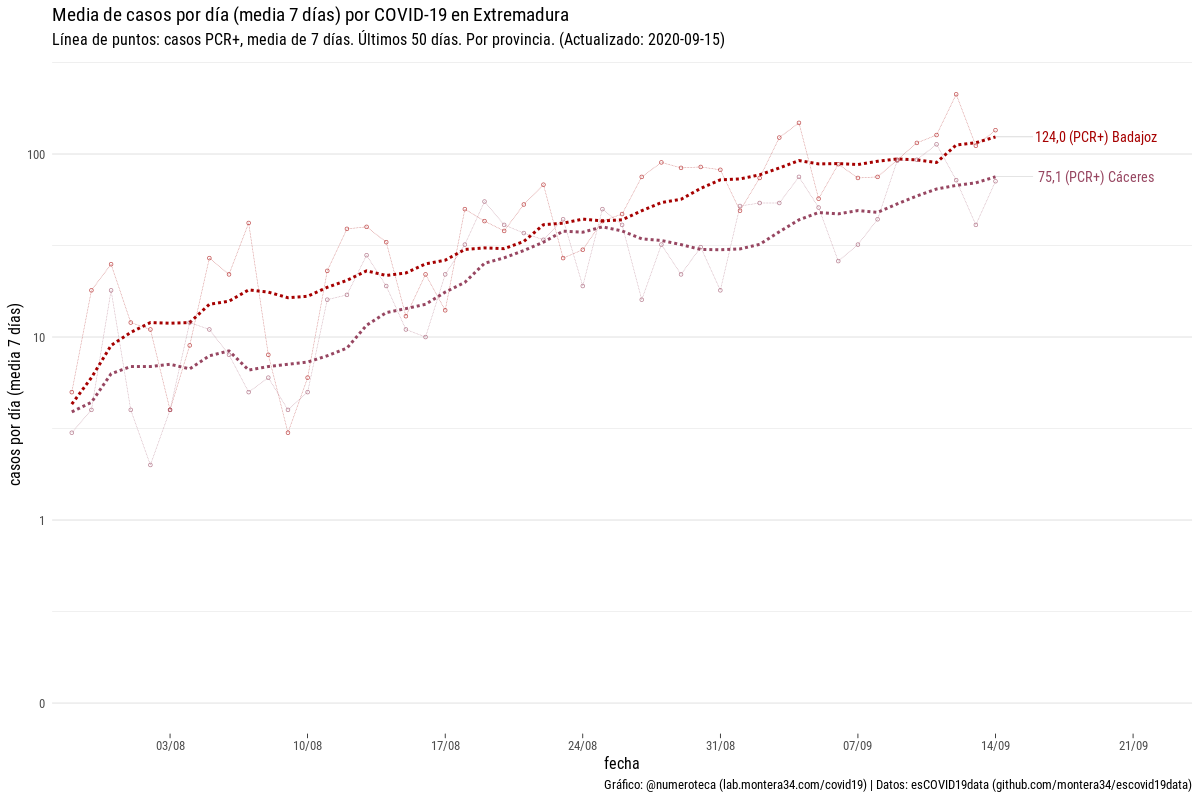 Media de casos por día (media 7 días) por COVID-19 en Extremadura
Línea de puntos: casos PCR+, media de 7 días. Últimos 50 días. Por provincia. (Actualizado: 2020-09-15)
casos por día (media 7 días)
100
10
1
0
124,0 (PCR+) Badajoz
75,1 (PCR+) Cáceres
03/08
10/08
17/08
24/08
31/08
07/09
14/09
21/09
fecha
Gráfico: @numeroteca (lab.montera34.com/covid19) | Datos: esCOVID19data (github.com/montera34/escovid19data)